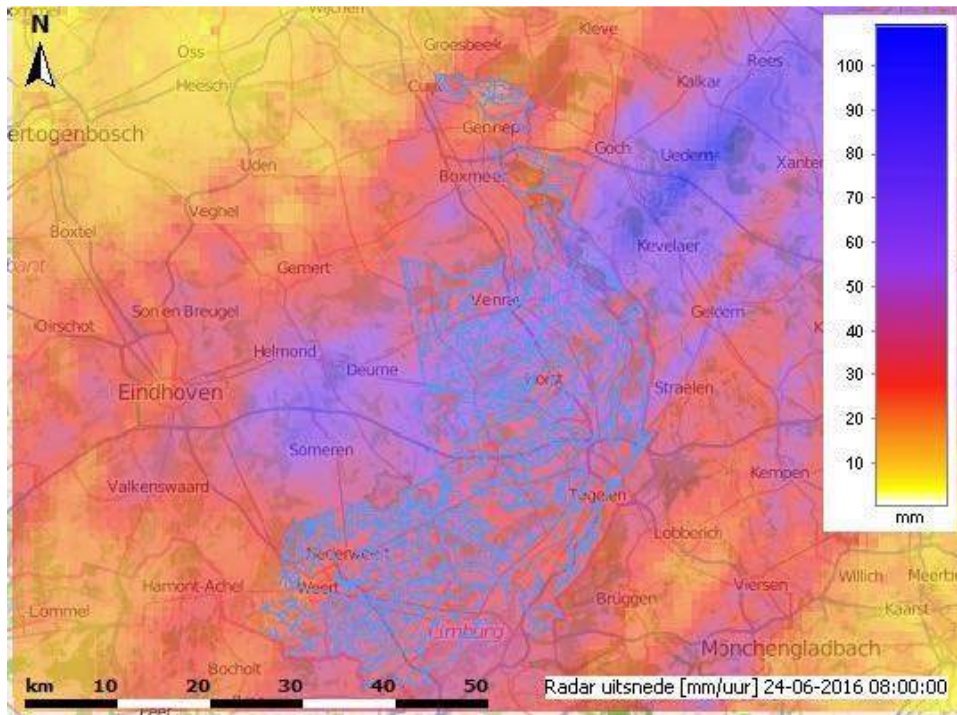 N
Wijchen
Oss
Groesbeek
Kleve
Rees
Heesch
Cuijk
Kalkar
ertogenbosch
Gennep
Goch
Uedem
Xanten
Uden
Boxmeer
Veghel
Boxtel
Kevelaer
Gemert
Venray
Geldern
Oirschot
Son en Breugel
Helmond
Deurne
Horst
Straelen
Eindhoven
Someren
Kempen
Valkenswaard
Tegelen
Lobberich
Nederweert
Hamont-Achel
Weert
Viersen
Willich
Meerbu
Lommel
Brüggen
Kaarst
Limburg
Mönchengladbach
Bocholt
Peer
100
90
80
70
60
50
40
30
20
10
mm
km 10 20 30 40 50
Radar uitsnede [mm/uur] 24-06-2016 08:00:00